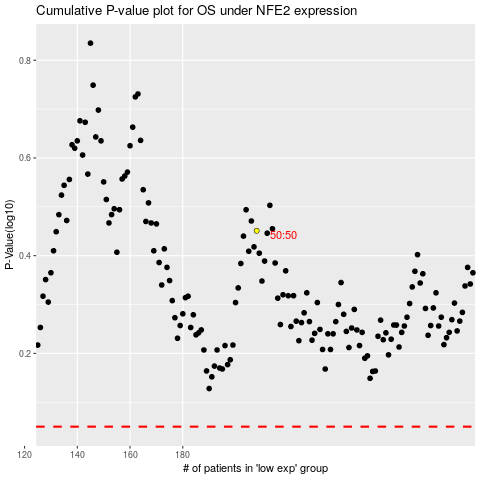 Cumulative P-value plot for OS under NFE2 expression
P-Value(log10)
0.8
0.6
0.4
0.2
50:50
120 140 160 180
# of patients in 'low exp' group